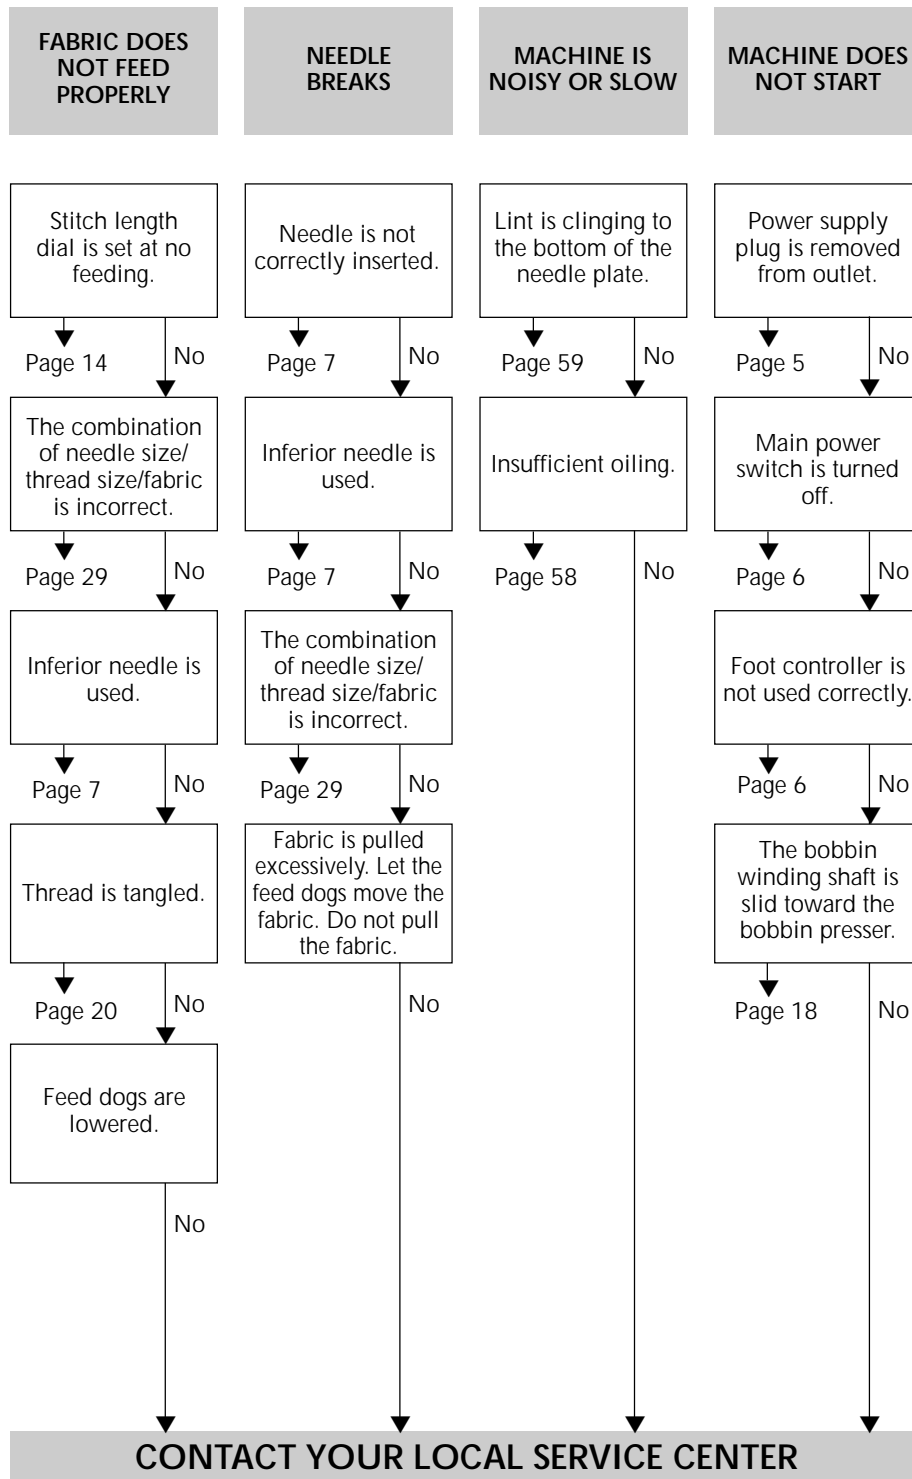 FABRIC DOES
NOT FEED
PROPERLY
Stitch length
dial is set at no
feeding.
Page 14
No
The combination
of needle size/
thread size/fabric
is incorrect.
Page 29
No
Inferior needle is
used.
Page 7
No
Thread is tangled.
Page 20
No
Feed dogs are
lowered.
No
NEEDLE
BREAKS
Needle is not
correctly inserted.
Page 7
No
Inferior needle is
used.
Page 7
No
The combination
of needle size/
thread size/fabric
is incorrect.
Page 29
No
Fabric is pulled
excessively. Let the
feed dogs move the
fabric. Do not pull
the fabric.
No
MACHINE IS
NOISY OR SLOW
Lint is clinging to
the bottom of the
needle plate.
Page 59
No
Insufficient oiling.
Page 58
No
MACHINE DOES
NOT START
Power supply
plug is removed
from outlet.
Page 5
No
Main power
switch is turned
off.
Page 6
No
Foot controller is
not used correctly.
Page 6
No
The bobbin
winding shaft is
slid toward the
bobbin presser.
Page 18
No
CONTACT YOUR LOCAL SERVICE CENTER